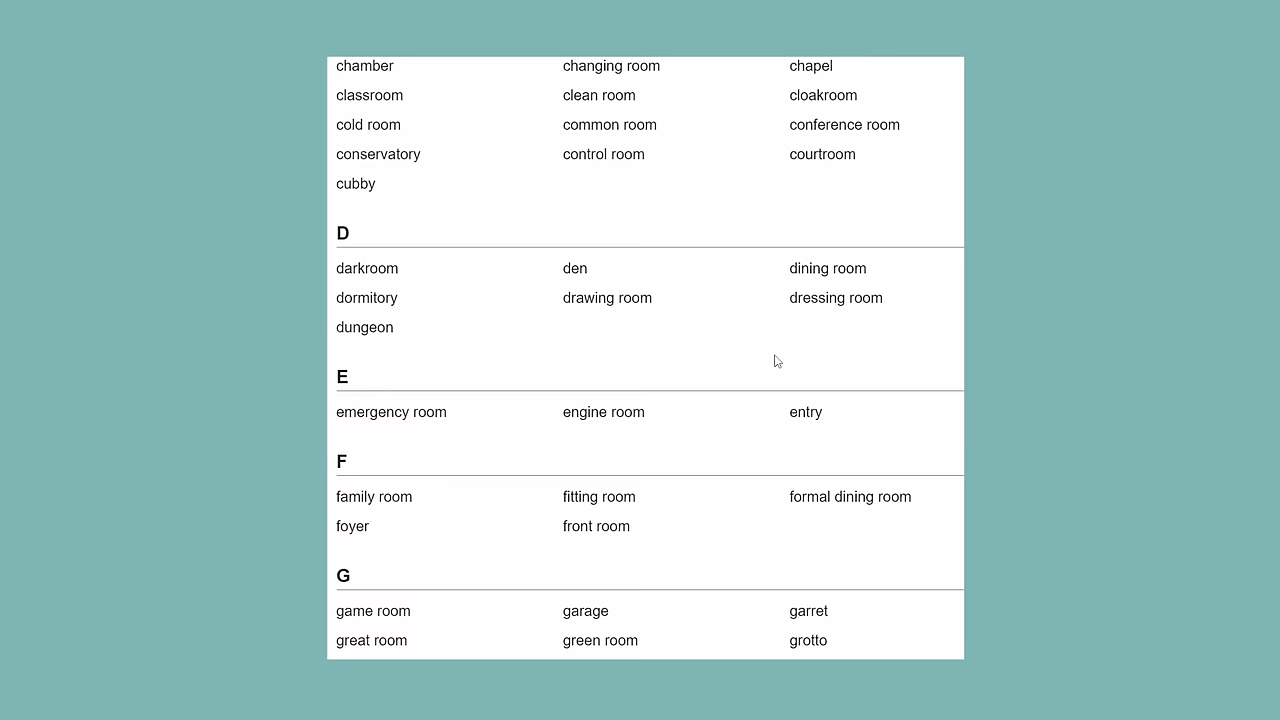 chamber changing room chapel
classroom clean room cloakroom
cold room common room conference room
conservatory control room courtroom
cubby
D
darkroom den dining room
dormitory drawing room dressing room
dungeon
E
emergency room engine room entry
F
family room fitting room formal dining room
foyer front room
G
game room garage garret
great room green room grotto